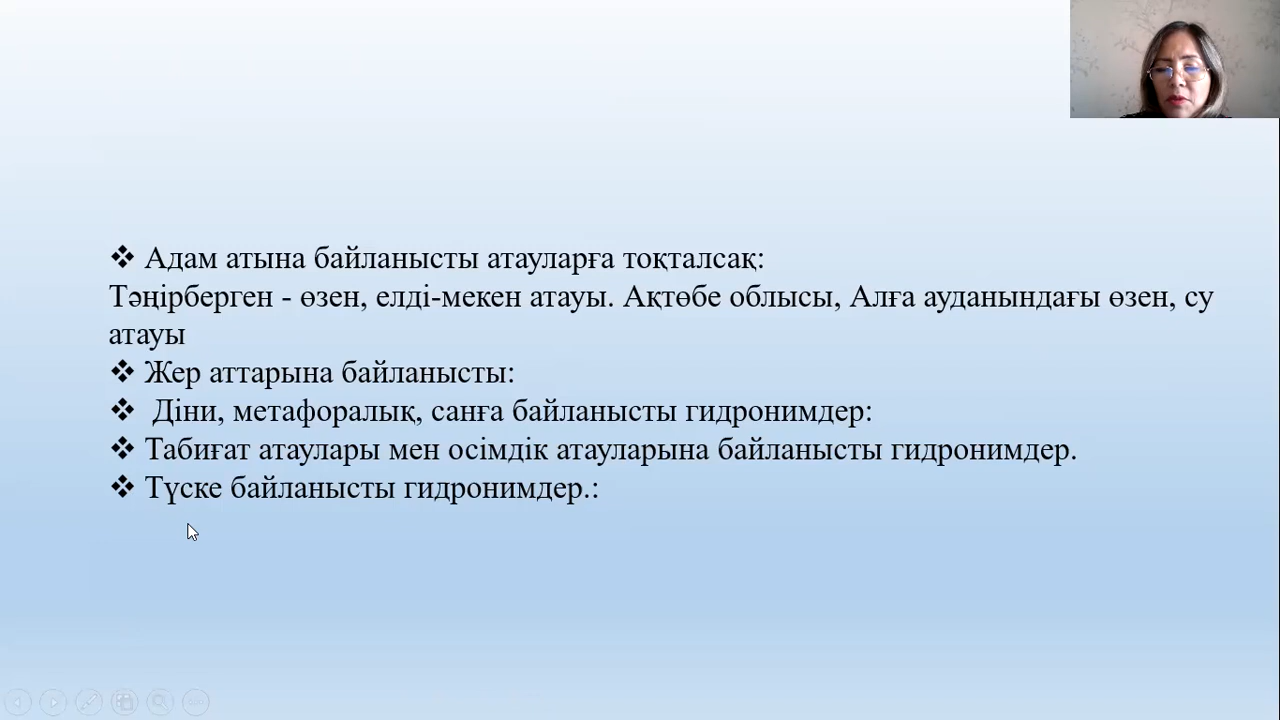 ❖ Адам атына байланысты атауларға тоқталсақ:
Тәңірберген - өзен, елді-мекен атауы. Ақтөбе облысы, Алға ауданындағы өзен, су
атауы
❖ Жер аттарына байланысты:
❖ Діни, метафоралық, санға байланысты гидронимдер:
❖ Табиғат атаулары мен осімдік атауларына байланысты гидронимдер.
❖ Түске байланысты гидронимдер.: